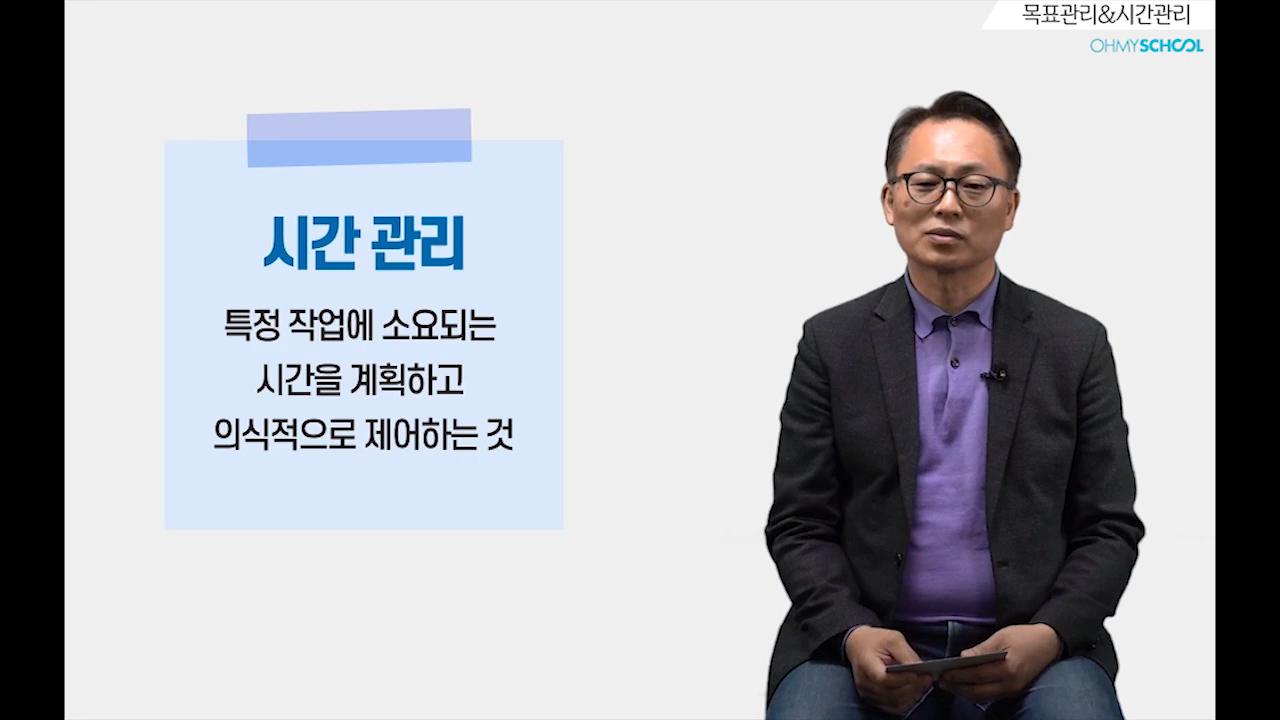 목표관리&시간관리
OHMYSCHOOL
시간 관리
특정 작업에 소요되는
시간을 계획하고
의식적으로 제어하는 것